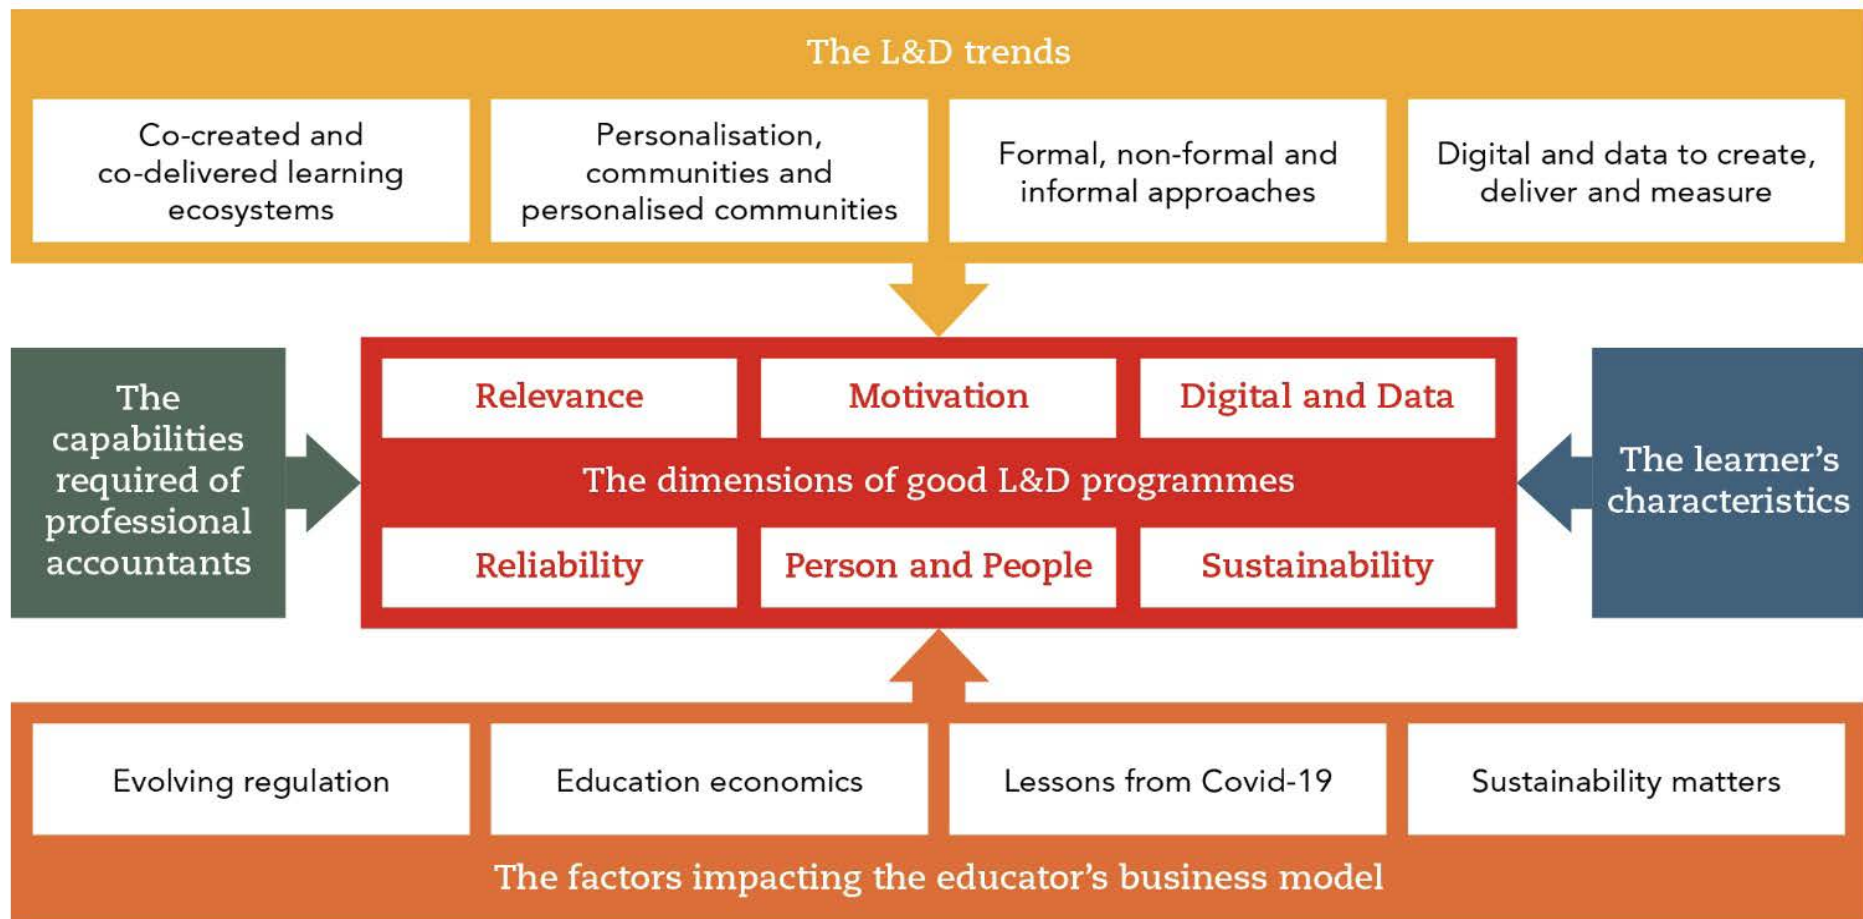 The L&D trends
Co-created and
co-delivered learning
ecosystems
Personalisation,
communities and
personalised communities
Formal, non-formal and
informal approaches
Digital and data to create,
deliver and measure
The
capabilities
required of
professional
accountants
Relevance
Motivation
Digital and Data
The dimensions of good L&D programmes
Reliability
Person and People
Sustainability
The learner’s
characteristics
Evolving regulation
Education economics
Lessons from Covid-19
Sustainability matters
The factors impacting the educator’s business model